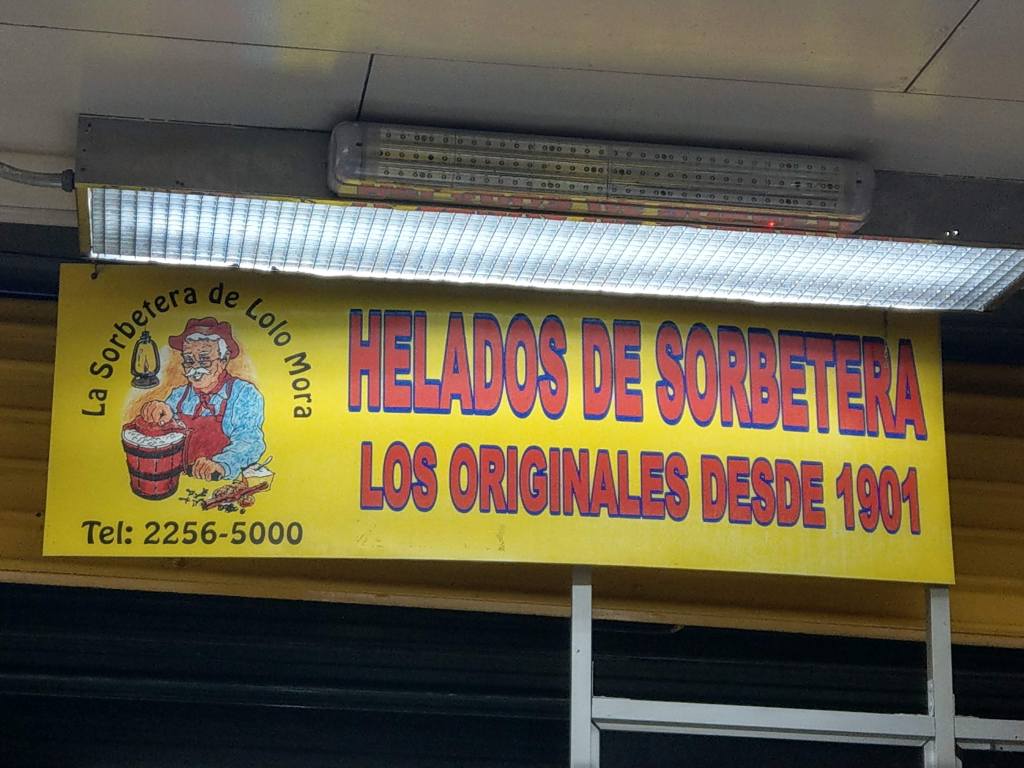 La Sorbetera de Lolo Mora
Tel: 2256-5000
HELADOS DE SORBETERA
LOS ORIGINALES DESDE 1901